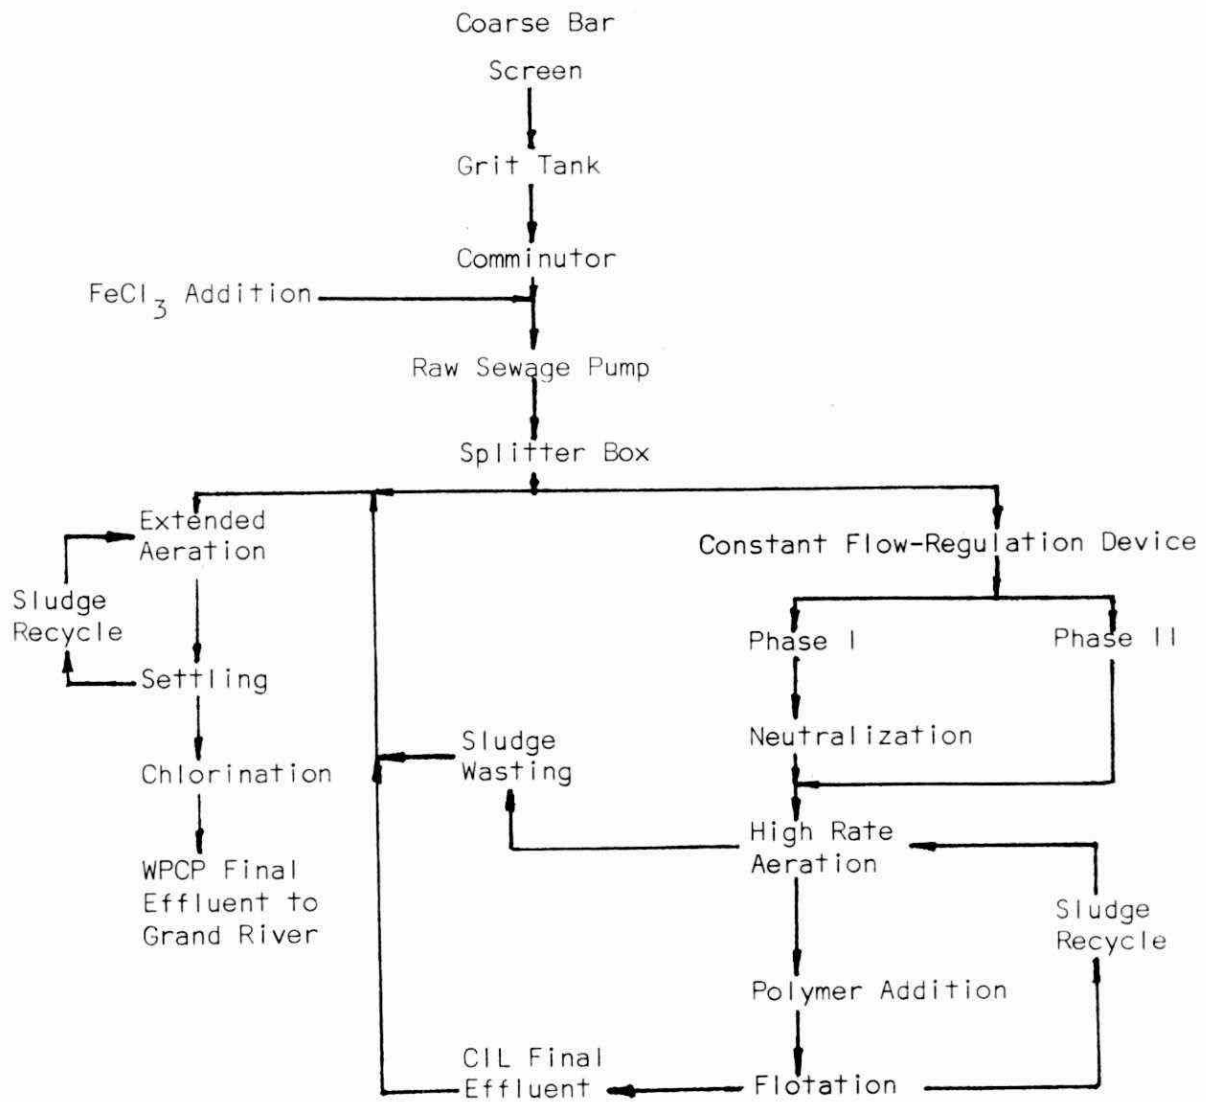 Coarse Bar
Screen
Grit Tank
Comminutor
FeCl3 Addition
Raw Sewage Pump
Splitter Box
Extended
Aeration
Constant Flow-Regulation Device
Sludge
Recycle
Phase I
Phase II
Settling
Neutralization
Sludge
Wasting
Chlorination
High Rate
Aeration
WPCP Final
Effluent to
Grand River
Sludge
Recycle
Polymer Addition
CIL Final
Effluent
Flotation